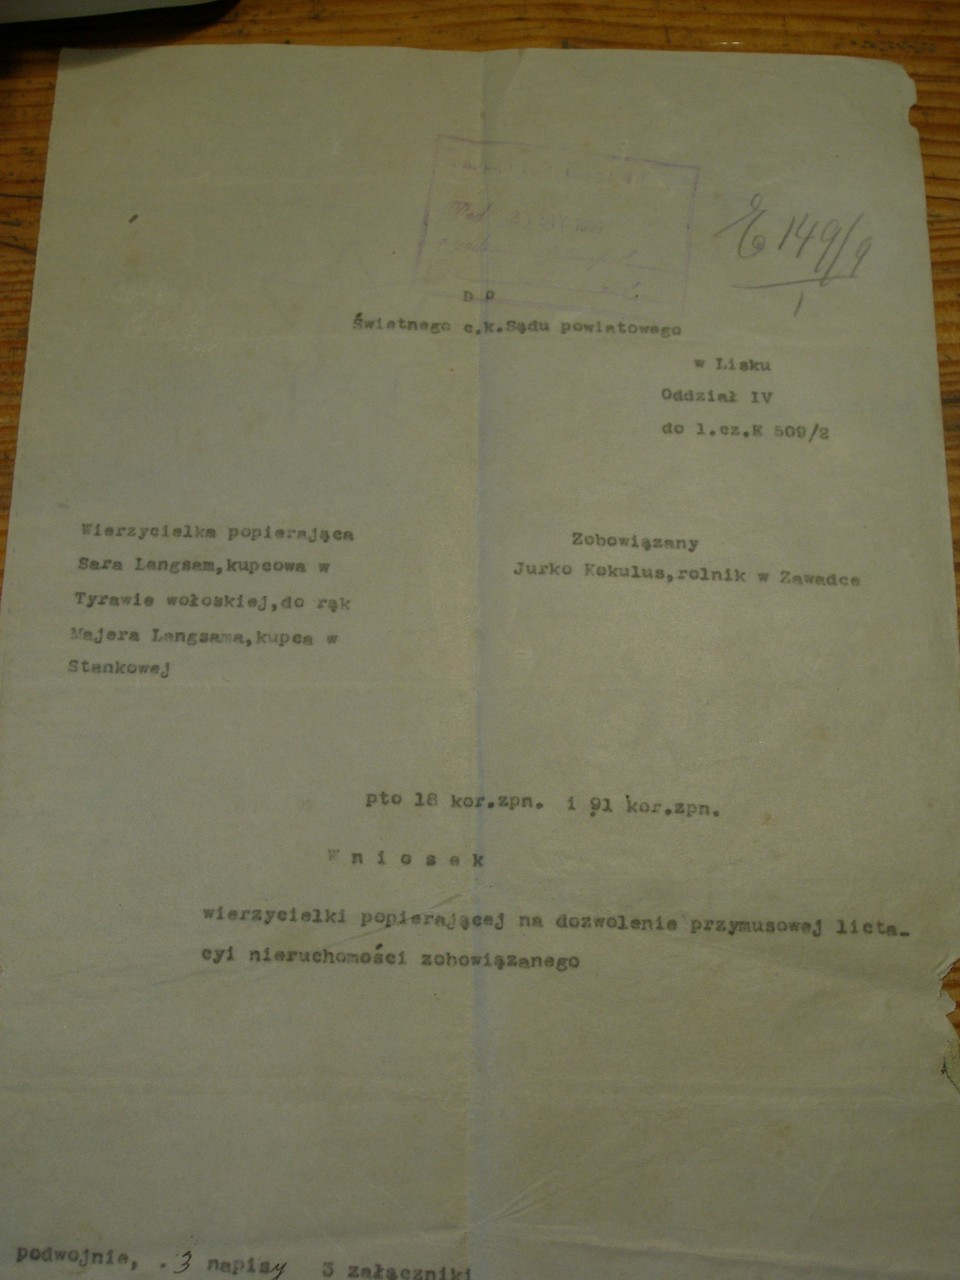 E 149/9
1
Do
Świetnego c.k.Sądu powiatowego
w Lisku
Oddział IV
do l.cz.E 509/2
Wierzycielka popierająca
Sara Langsam,kupcowa w
Tyrawie wołoskiej,do rąk
Majera Langsama,kupca w
Stankowej
Zobowiązany
Jurko Kokulus,rolnik w Zawadce
pto 18 kor.zpn. i 91 kor.zpn.
Wniosek
wierzycielki popierającej na dozwolenie przymusowej licta-
cyi nieruchomości zobowiązanego
podwojnie, . 3 napisy 3 załączniki